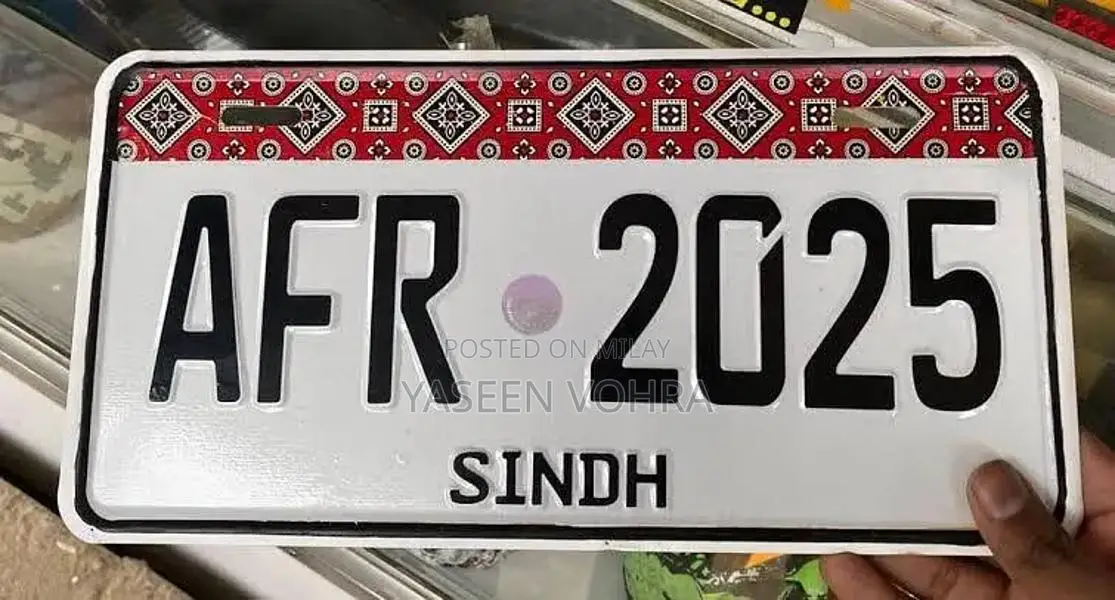 AFR 2025
POSTED ON MILAY
YASEEN VOHRA
SINDH